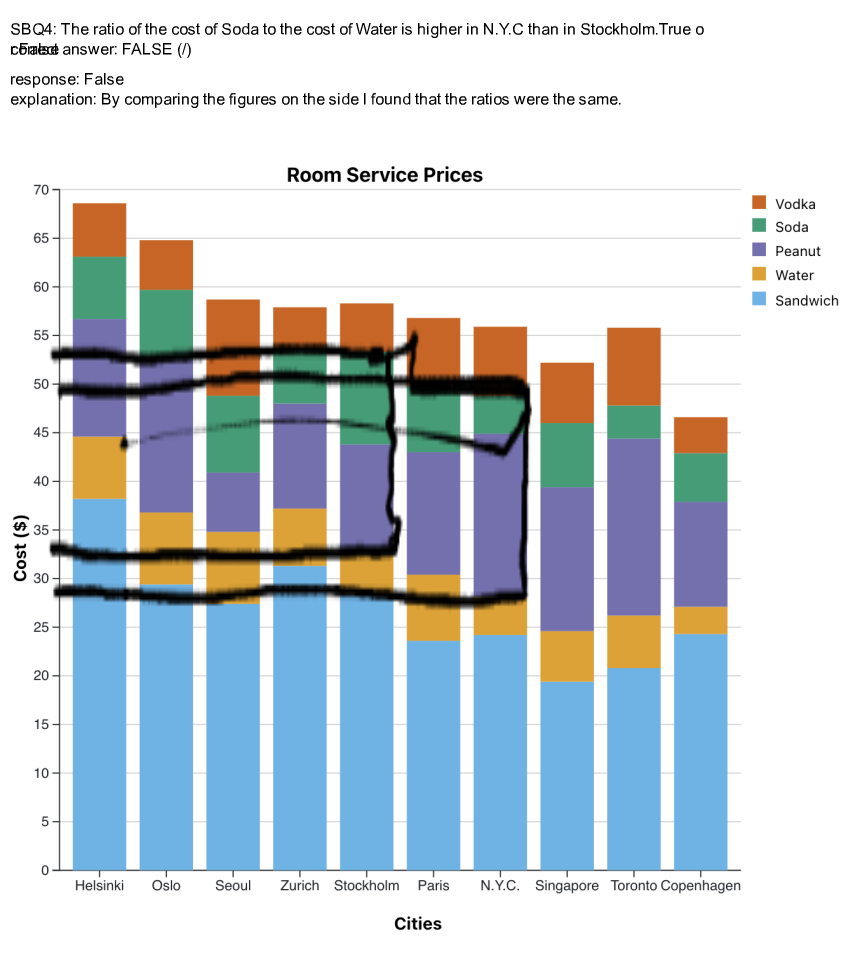 SBQ4: The ratio of the cost of Soda to the cost of Water is higher in N.Y.C than in Stockholm.True o
answer: FALSE (/)
response: False
explanation: By comparing the figures on the side I found that the ratios were the same.
Room Service Prices
70
65
60
55
50
45
40
35
30
25
20
15
10
5
0
Cost ($)
Vodka
Soda
Peanut
Water
Sandwich
Helsinki Oslo Seoul Zurich Stockholm Paris N.Y.C. Singapore Toronto Copenhagen
Cities